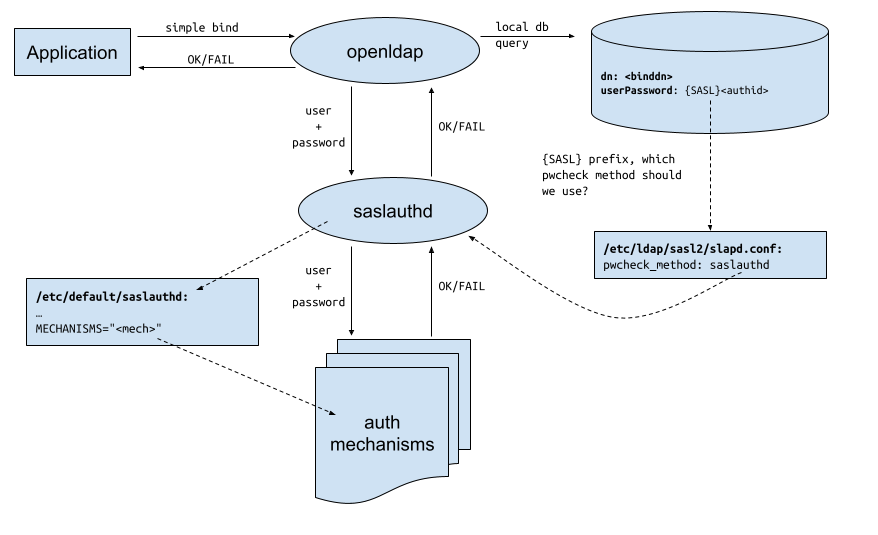 Application
simple bind
OK/FAIL
openldap
local db
query
dn: <binddn>
userPassword: {SASL}<authid>
user
+
password
OK/FAIL
{SASL} prefix, which
pwcheck method should
we use?
saslauthd
/etc/ldap/sasl2/slapd.conf:
pwcheck_method: saslauthd
user
+
password
OK/FAIL
/etc/default/saslauthd:
…
MECHANISMS="<mech>"
auth
mechanisms